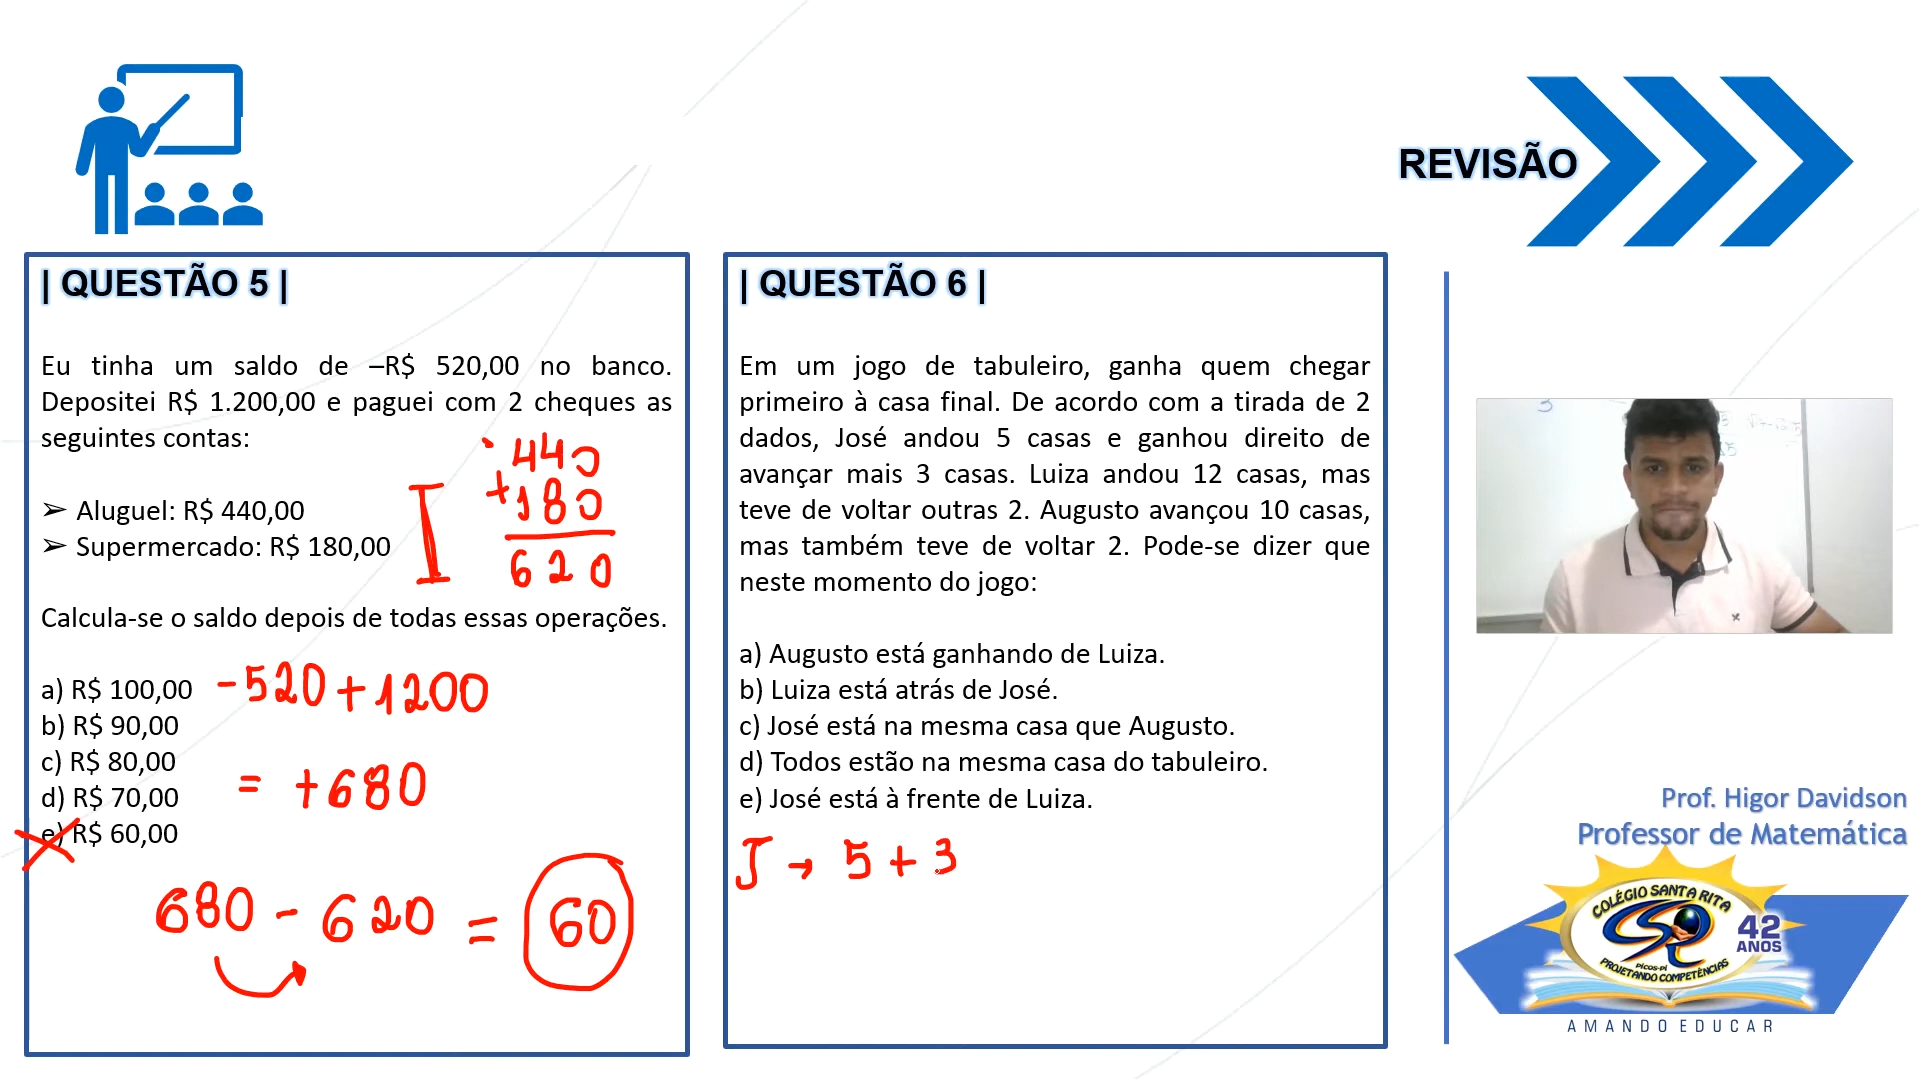 REVISÃO
| QUESTÃO 5 |
Eu tinha um saldo de –R$ 520,00 no banco.
Depositei R$ 1.200,00 e paguei com 2 cheques as
seguintes contas:
440
+180
620
➢ Aluguel: R$ 440,00
➢ Supermercado: R$ 180,00
Calcula-se o saldo depois de todas essas operações.
a) R$ 100,00
b) R$ 90,00
c) R$ 80,00
d) R$ 70,00
e) R$ 60,00
-520+1200
= +680
680 - 620 = 60
| QUESTÃO 6 |
Em um jogo de tabuleiro, ganha quem chegar
primeiro à casa final. De acordo com a tirada de 2
dados, José andou 5 casas e ganhou direito de
avançar mais 3 casas. Luiza andou 12 casas, mas
teve de voltar outras 2. Augusto avançou 10 casas,
mas também teve de voltar 2. Pode-se dizer que
neste momento do jogo:
a) Augusto está ganhando de Luiza.
b) Luiza está atrás de José.
c) José está na mesma casa que Augusto.
d) Todos estão na mesma casa do tabuleiro.
e) José está à frente de Luiza.
J → 5 + 3
Prof. Higor Davidson
Professor de Matemática
COLÉGIO SANTA RITA
42
ANOS
PICOS-PI
PROJETANDO COMPETÊNCIAS
AMANDO EDUCAR